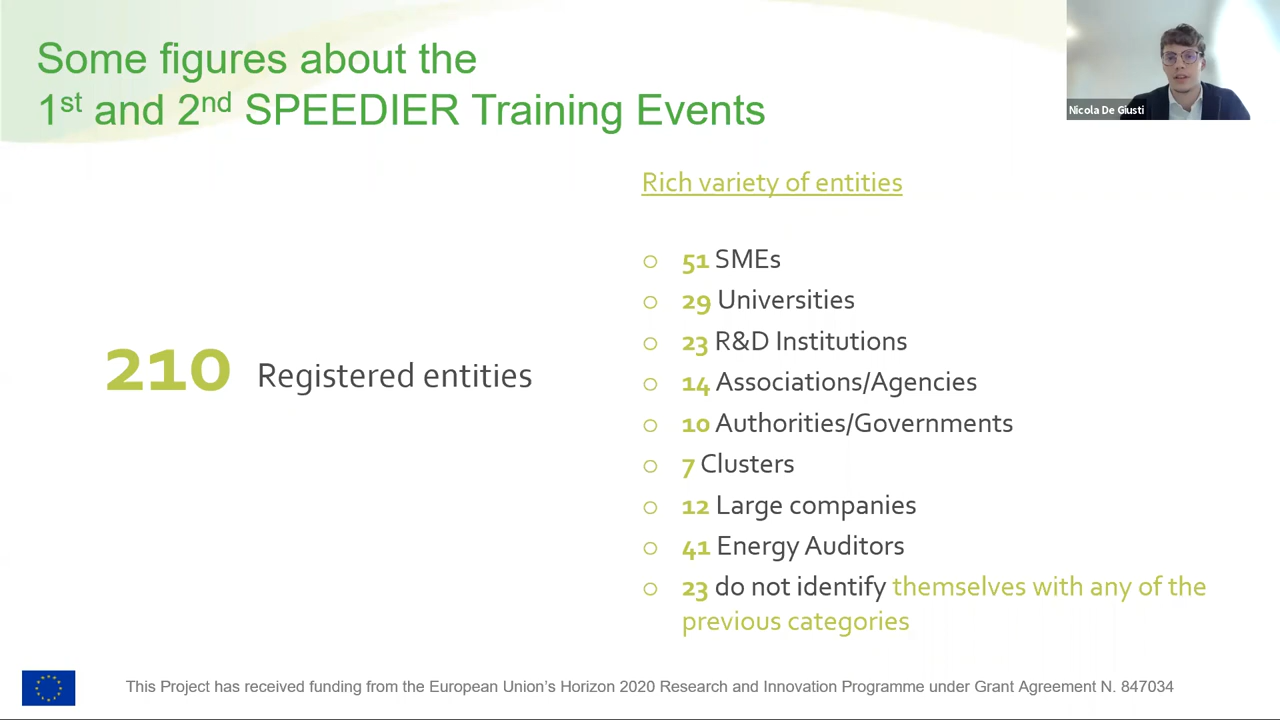 Some figures about the
1st and 2nd SPEEDIER Training Events
Nicola De Giusti
Rich variety of entities
210 Registered entities
o 51 SMEs
o 29 Universities
o 23 R&D Institutions
o 14 Associations/Agencies
o 10 Authorities/Governments
o 7 Clusters
o 12 Large companies
o 41 Energy Auditors
o 23 do not identify themselves with any of the
previous categories
This Project has received funding from the European Union’s Horizon 2020 Research and Innovation Programme under Grant Agreement N. 847034